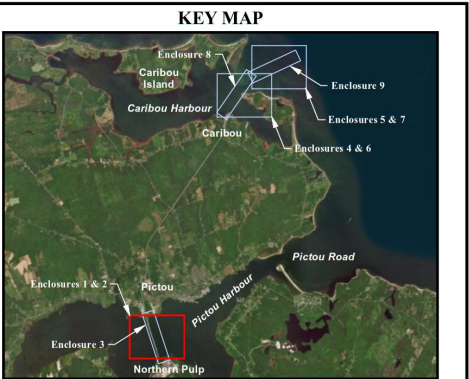 KEY MAP
Enclosure 8
Caribou
Island
Enclosure 9
Caribou Harbour
Enclosures 5 & 7
Caribou
Enclosures 4 & 6
Pictou Road
Enclosures 1 & 2
Pictou
Pictou Harbour
Enclosure 3
Northern Pulp